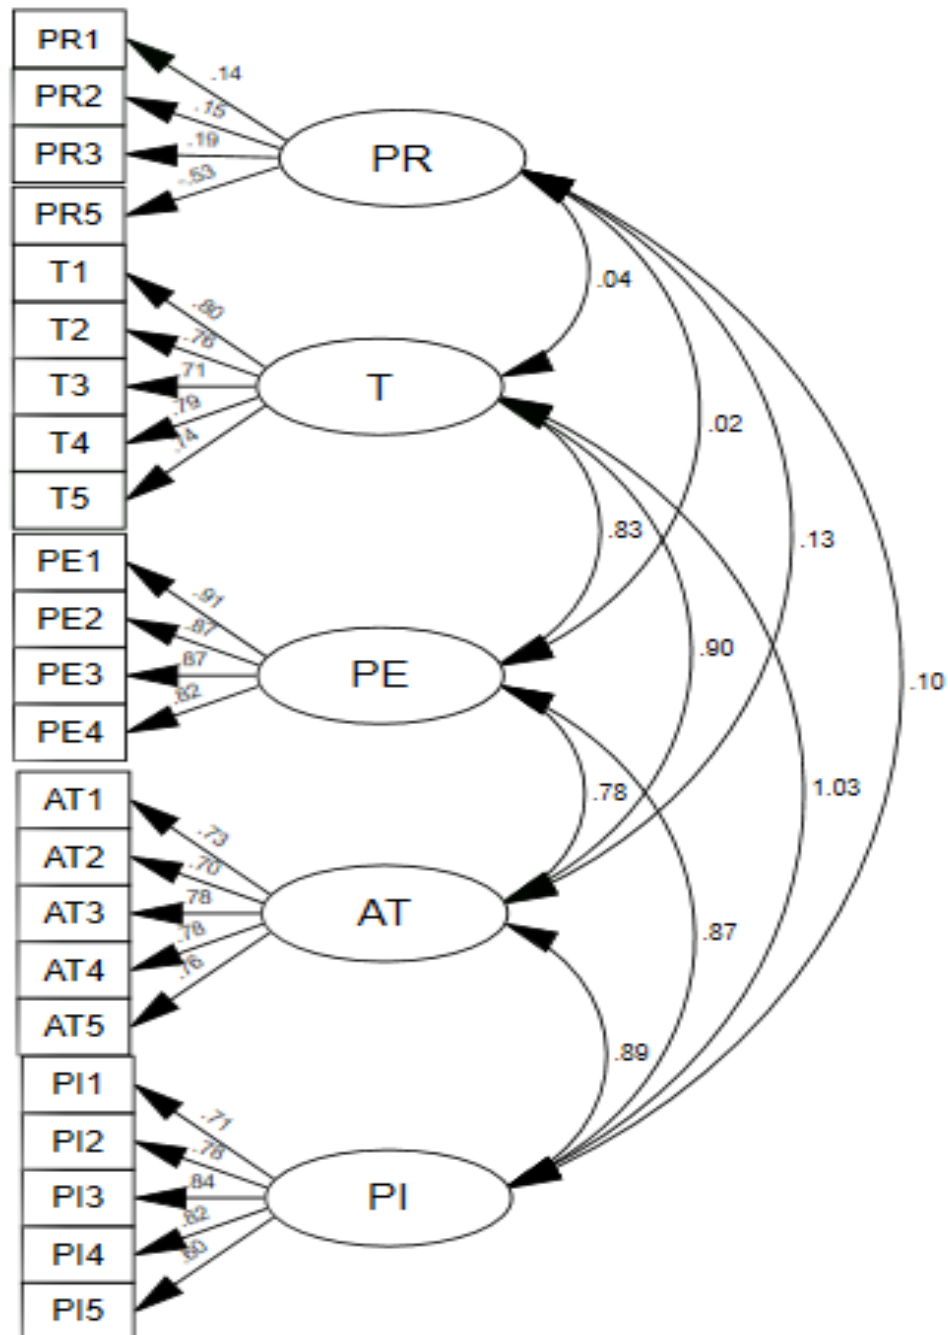 PR1
PR2
PR3
PR5
.14
.15
.19
-.53
PR
T1
T2
T3
T4
T5
.80
.76
.71
.79
.74
T
PE1
PE2
PE3
PE4
.91
.87
.87
.82
PE
AT1
AT2
AT3
AT4
AT5
.73
.70
.78
.78
.76
AT
PI1
PI2
PI3
PI4
PI5
.71
.78
.84
.82
PI
.04
.02
.13
.10
.83
.90
1.03
.78
.87
.89